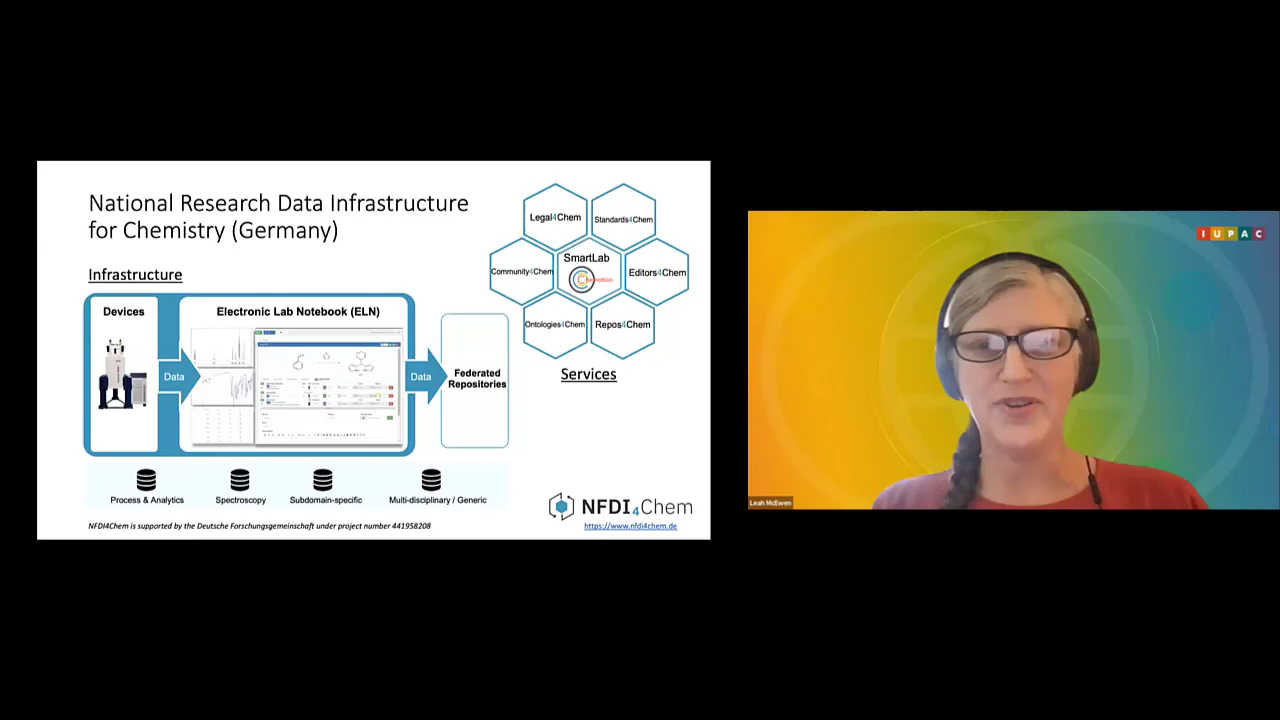 National Research Data Infrastructure
for Chemistry (Germany)
Infrastructure
Devices
Data
Electronic Lab Notebook (ELN)
Data
Federated
Repositories
Process & Analytics
Spectroscopy
Subdomain-specific
Multi-disciplinary / Generic
NFDI4Chem is supported by the Deutsche Forschungsgemeinschaft under project number 441958208
Legal4Chem
Standards4Chem
Community4Chem
SmartLab
Editors4Chem
Ontologies4Chem
Repos4Chem
Services
NFDI4Chem
https://www.nfdi4chem.de
IUPAC
Leah McEwen